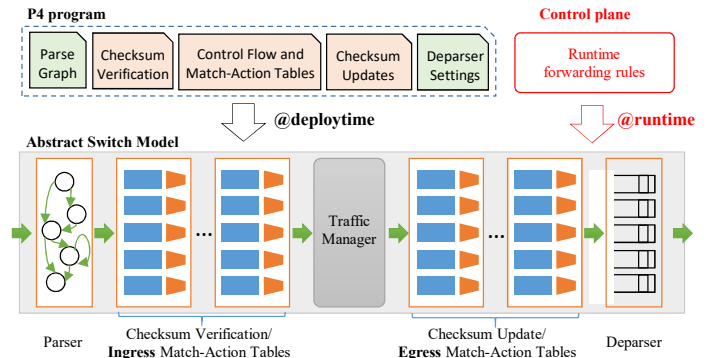 P4 program
Control plane
Parse
Graph
Checksum
Verification
Control Flow and
Match-Action Tables
Checksum
Updates
Deparser
Settings
Runtime
forwarding rules
@deploytime
@runtime
Abstract Switch Model
...
Traffic
Manager
...
Parser
Checksum Verification/
Ingress Match-Action Tables
Checksum Update/
Egress Match-Action Tables
Deparser